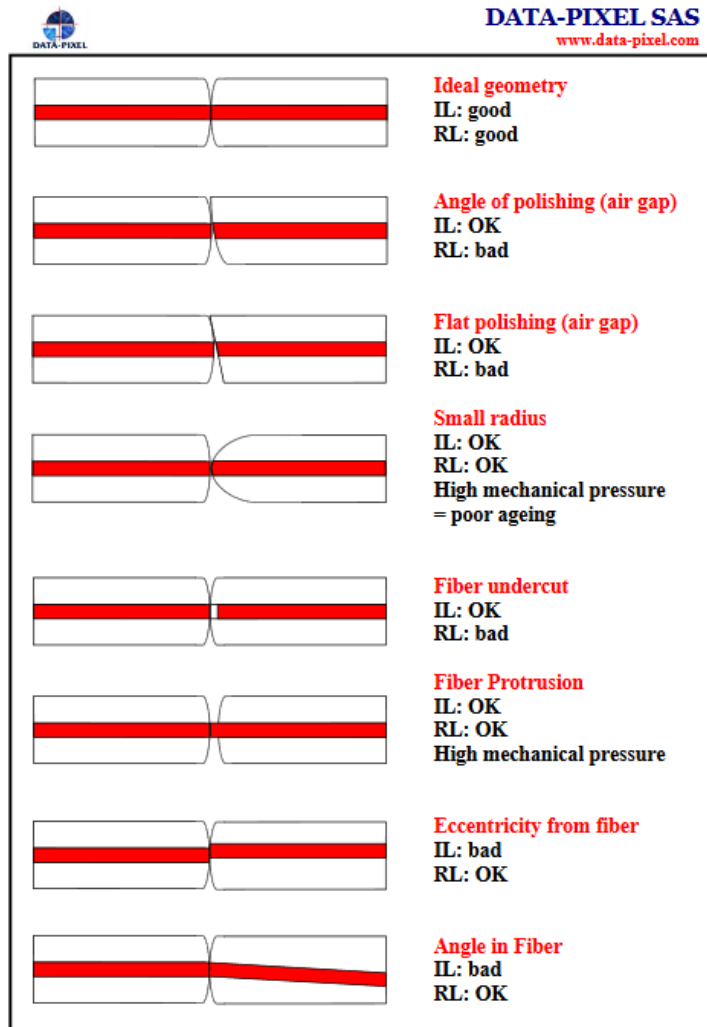 DATA-PIXEL
DATA-PIXEL SAS
www.data-pixel.com
Ideal geometry
IL: good
RL: good
Angle of polishing (air gap)
IL: OK
RL: bad
Flat polishing (air gap)
IL: OK
RL: bad
Small radius
IL: OK
RL: OK
High mechanical pressure
= poor ageing
Fiber undercut
IL: OK
RL: bad
Fiber Protrusion
IL: OK
RL: OK
High mechanical pressure
Eccentricity from fiber
IL: bad
RL: OK
Angle in Fiber
IL: bad
RL: OK